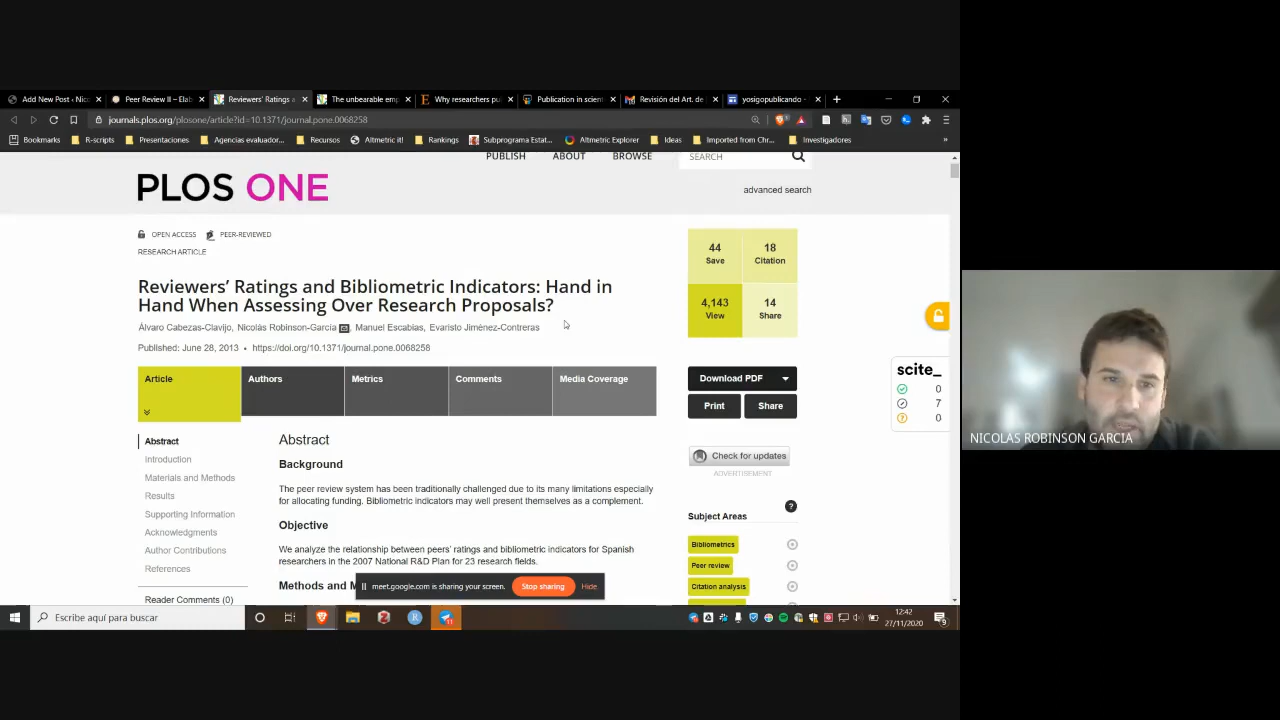 Add New Post ‹ Nic
Peer Review II – Elab
Reviewers' Ratings a
The unbearable emp
Why researchers pu
Publication in scient
Revisión del Art. de
yosigopublicando –
journals.plos.org/plosone/article?id=10.1371/journal.pone.0068258
Bookmarks
R-scripts
Presentaciones
Agencias evaluador...
Recursos
Altmetric it!
Rankings
Subprograma Estat...
Altmetric Explorer
Ideas
Imported from Chr...
Investigadores
PUBLISH ABOUT BROWSE SEARCH
PLOS ONE
advanced search
OPEN ACCESS PEER-REVIEWED
RESEARCH ARTICLE
Reviewers' Ratings and Bibliometric Indicators: Hand in
Hand When Assessing Over Research Proposals?
Álvaro Cabezas-Clavijo, Nicolás Robinson-García, Manuel Escabias, Evaristo Jiménez-Contreras
Published: June 28, 2013 • https://doi.org/10.1371/journal.pone.0068258
44
Save
18
Citation
4,143
View
14
Share
Article
Authors
Metrics
Comments
Media Coverage
Download PDF
Print
Share
Check for updates
ADVERTISEMENT
scite_
0
7
0
Abstract
Introduction
Materials and Methods
Results
Supporting Information
Acknowledgments
Author Contributions
References
Reader Comments (0)
Abstract
Background
The peer review system has been traditionally challenged due to its many limitations especially
for allocating funding. Bibliometric indicators may well present themselves as a complement.
Objective
We analyze the relationship between peers' ratings and bibliometric indicators for Spanish
researchers in the 2007 National R&D Plan for 23 research fields.
Methods and M
Subject Areas
?
Bibliometrics
Peer review
Citation analysis
meet.google.com is sharing your screen.
Stop sharing
Hide
Escribe aquí para buscar
12:42
27/11/2020
NICOLAS ROBINSON GARCIA